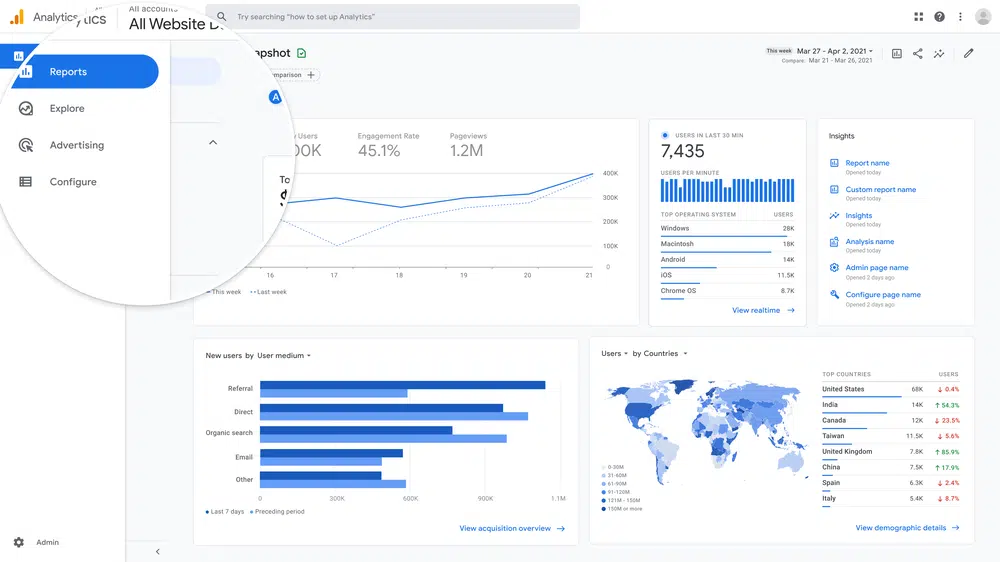 Analytics
All accounts
All Website D
Try searching "how to set up Analytics"
Reports
Explore
Advertising
Configure
Admin
apshot
omparison +
A
This week Mar 27 - Apr 2, 2021
Compare: Mar 21 - Mar 26, 2021
Users
Engagement Rate
45.1%
Pageviews
1.2M
To
400K
300K
200K
100K
0
16 17 18 19 20 21
This week Last week
USERS IN LAST 30 MIN
7,435
USERS PER MINUTE
TOP OPERATING SYSTEM USERS
Windows 28K
Macintosh 18K
Android 14K
iOS 11.5K
Chrome OS 8.7K
View realtime
Insights
Report name
Opened today
Custom report name
Opened today
Insights
Opened today
Analysis name
Opened today
Admin page name
Opened 2 days ago
Configure page name
Opened 2 days ago
New users by User medium
Referral
Direct
Organic search
Email
Other
0 300K 600K 900K 1.1M
Last 7 days Preceding period
View acquisition overview
Users by Countries
0-30M
31-60M
61-90M
91-120M
121M - 150M
150M or more
TOP COUNTRIES USERS
United States 68K ↓ 0.4%
India 14K ↑ 54.3%
Canada 12K ↓ 23.5%
Taiwan 11.5K ↓ 5.6%
United Kingdom 7.8K ↑ 85.9%
China 7.5K ↑ 17.9%
Spain 6.3K ↓ 2.4%
Italy 5.4K ↓ 8.7%
View demographic details